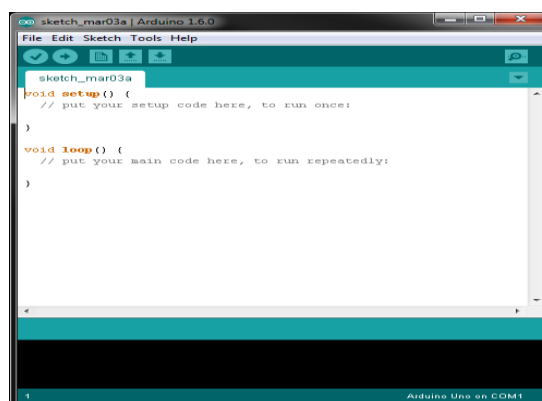 sketch_mar03a | Arduino 1.6.0
File Edit Sketch Tools Help
sketch_mar03a
void setup() {
  // put your setup code here, to run once:
}
void loop() {
  // put your main code here, to run repeatedly:
}
1 Arduino Uno on COM1